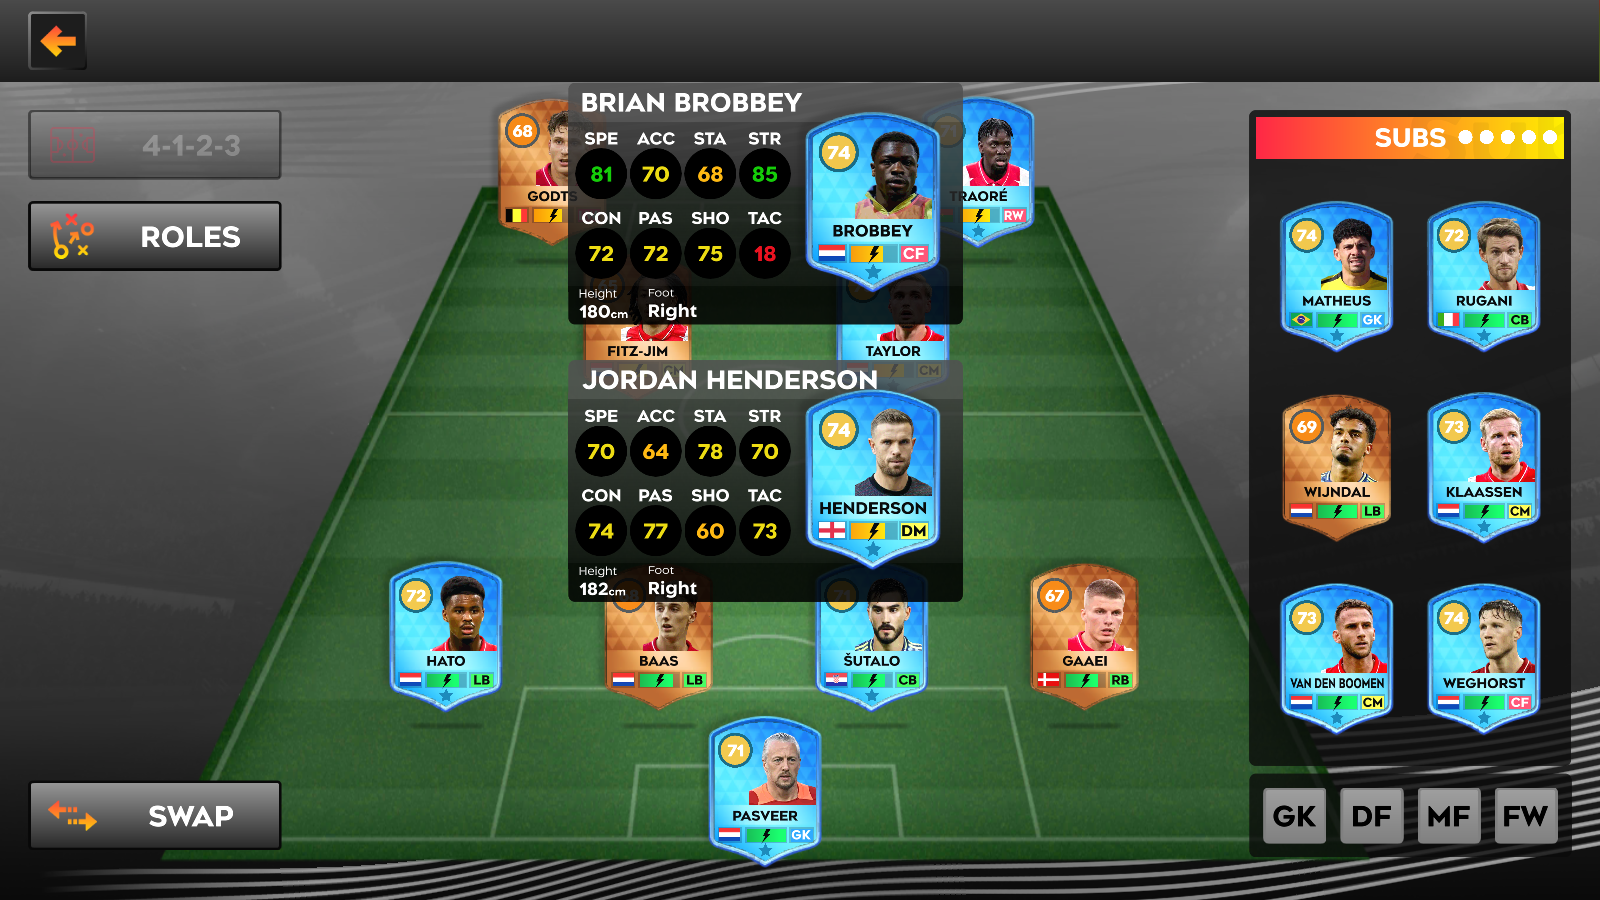 4-1-2-3
ROLES
SWAP
68
GODTS
BRIAN BROBBEY
SPE ACC STA STR
81 70 68 85
CON PAS SHO TAC
72 72 75 18
Height Foot
180cm Right
74
BROBBEY
CF
TRAORÉ
RW
FITZ-JIM
CM
TAYLOR
CM
JORDAN HENDERSON
SPE ACC STA STR
70 64 78 70
CON PAS SHO TAC
74 77 60 73
Height Foot
182cm Right
74
HENDERSON
DM
72
HATO
LB
BAAS
LB
71
ŠUTALO
CB
67
GAAEI
RB
71
PASVEER
GK
SUBS
74
MATHEUS
GK
72
RUGANI
CB
69
WIJNDAL
LB
73
KLAASSEN
CM
73
VAN DEN BOOMEN
CM
74
WEGHORST
CF
GK DF MF FW